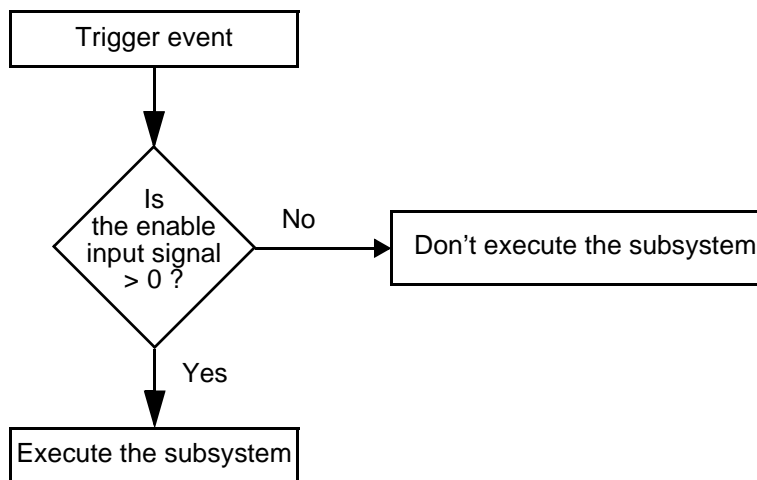 Trigger event
Is
the enable
input signal
> 0 ?
No
Don’t execute the subsystem
Yes
Execute the subsystem